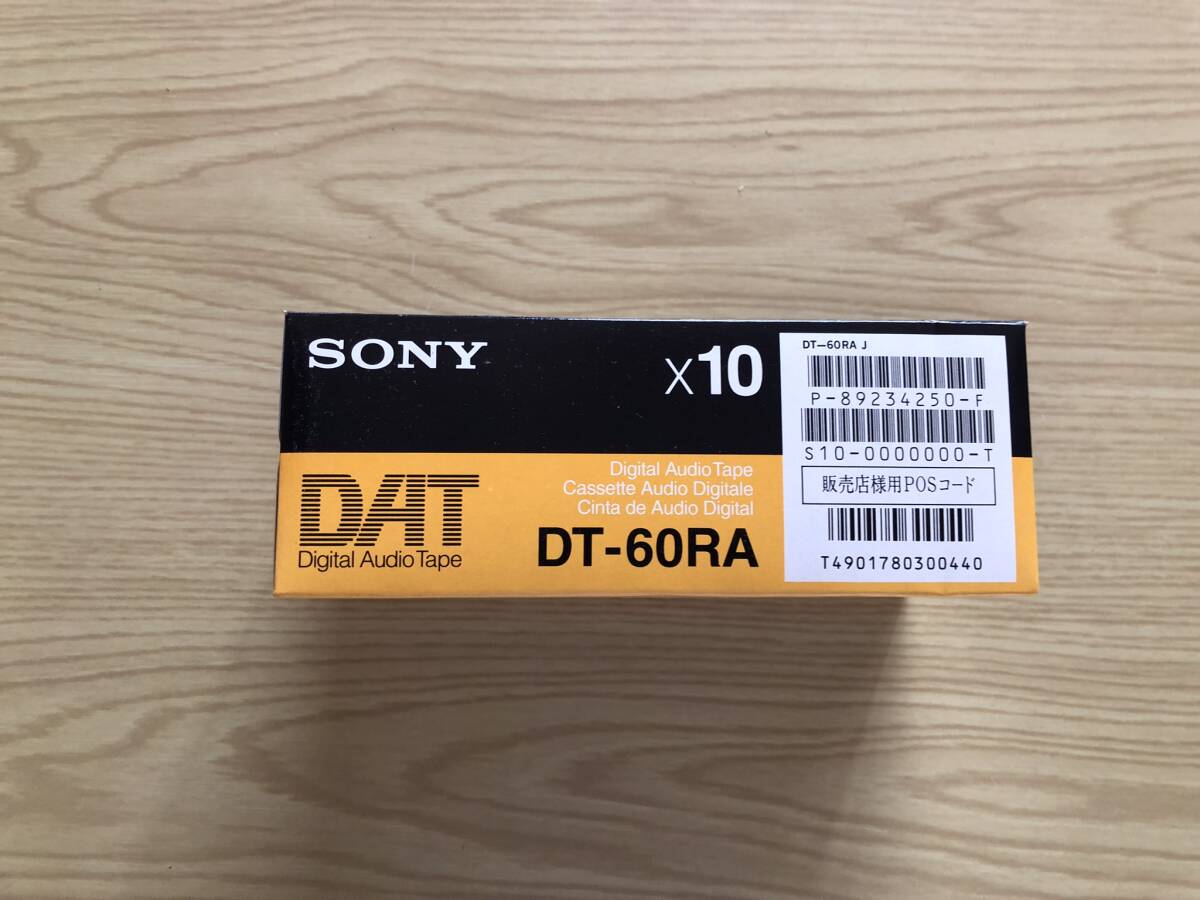 SONY
x10
DAT
Digital Audio Tape
Digital Audio Tape
Cassette Audio Digitale
Cinta de Audio Digital
DT-60RA
DT—60RA J
P-89234250-F
S10-0000000-T
販売店様用POSコード
T4901780300440